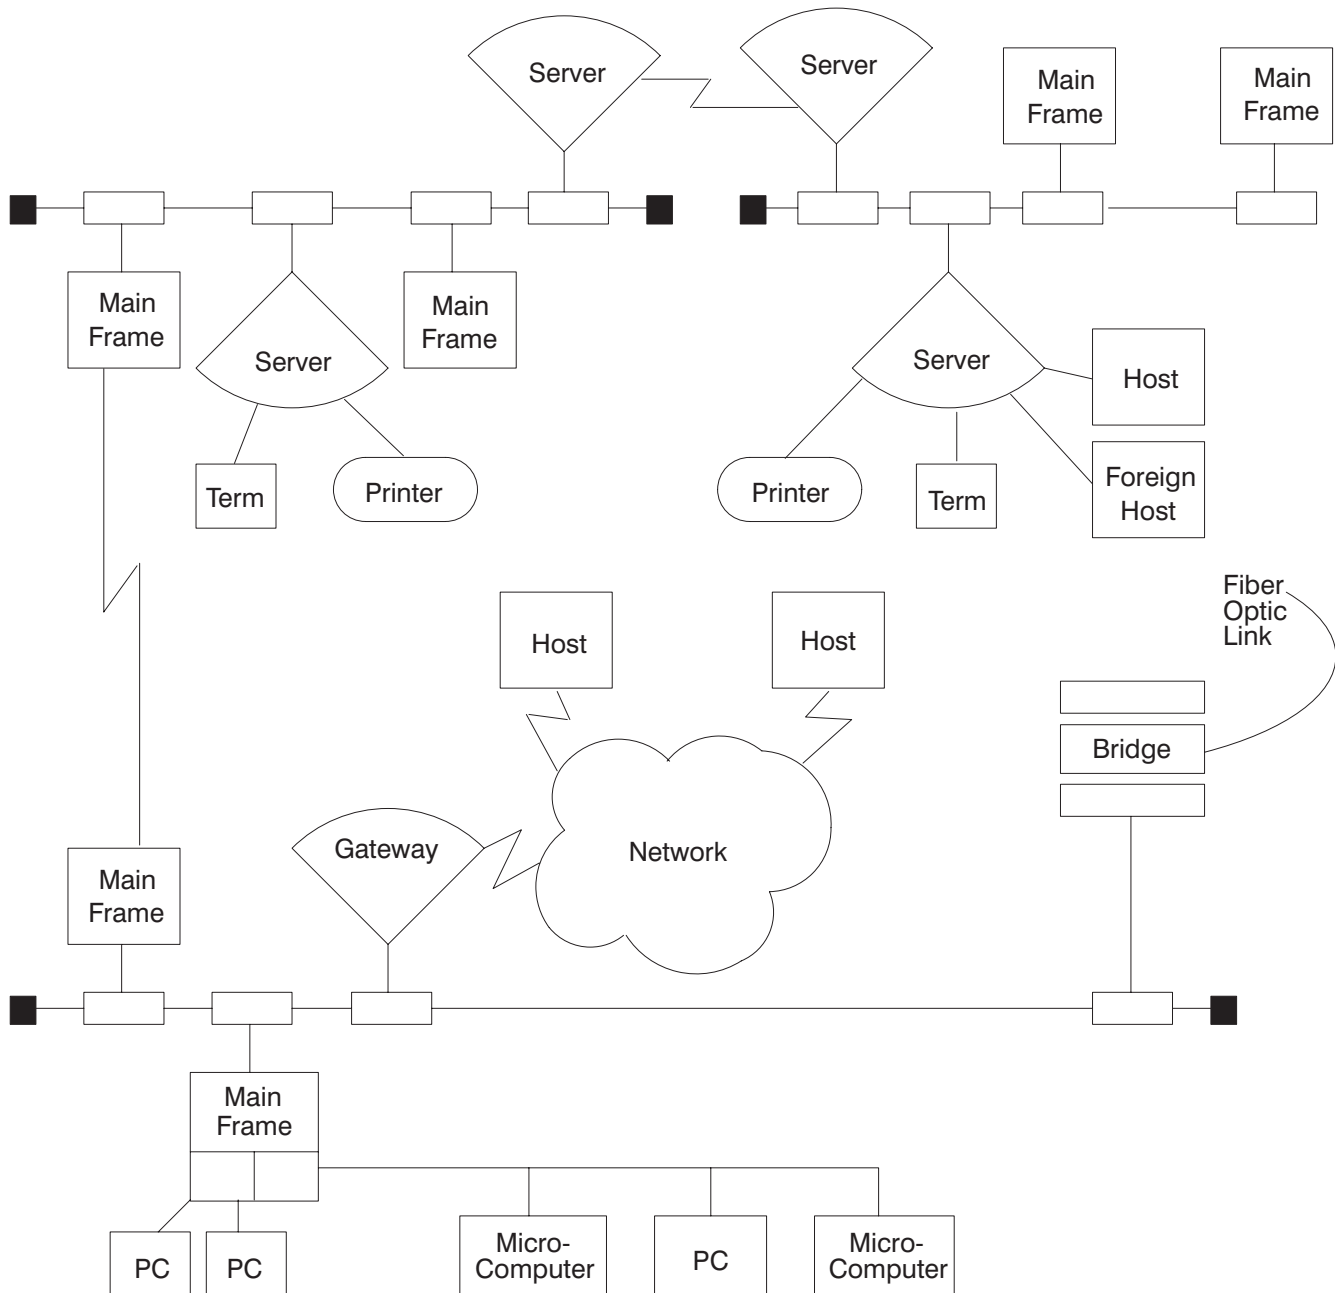 Server
Server
Main
Frame
Main
Frame
Main
Frame
Server
Main
Frame
Server
Host
Term
Printer
Printer
Term
Foreign
Host
Host
Host
Fiber
Optic
Link
Bridge
Main
Frame
Gateway
Network
Main
Frame
PC
PC
Micro-
Computer
PC
Micro-
Computer